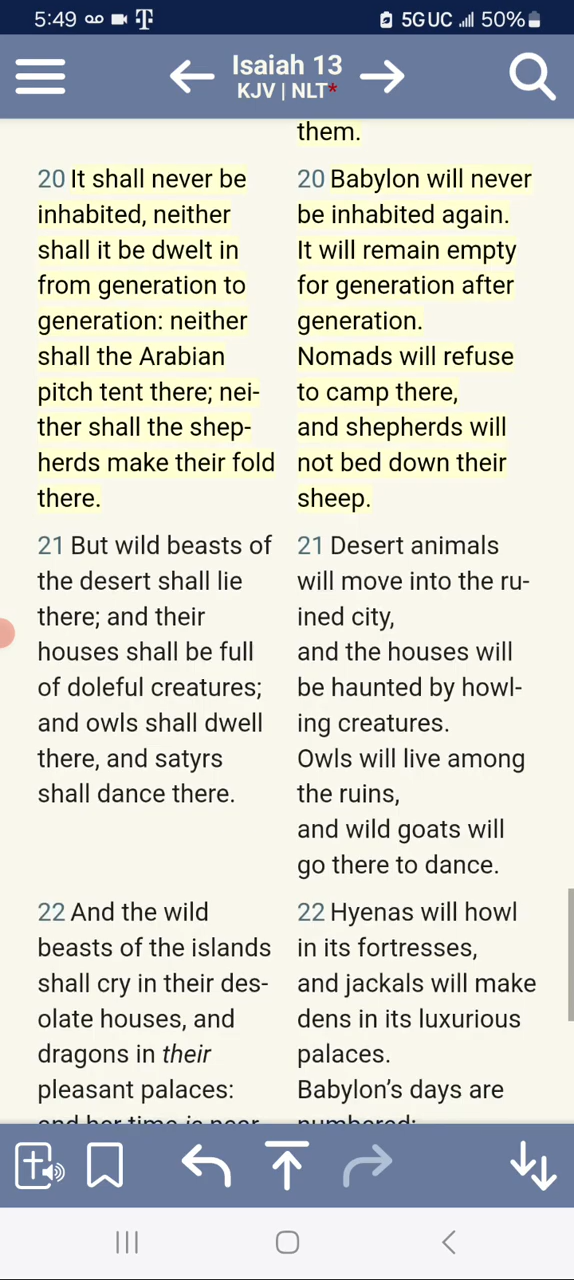 5:49
5G UC 50%
Isaiah 13
KJV | NLT*
20 It shall never be
inhabited, neither
shall it be dwelt in
from generation to
generation: neither
shall the Arabian
pitch tent there; nei-
ther shall the shep-
herds make their fold
there.
21 But wild beasts of
the desert shall lie
there; and their
houses shall be full
of doleful creatures;
and owls shall dwell
there, and satyrs
shall dance there.
22 And the wild
beasts of the islands
shall cry in their des-
olate houses, and
dragons in their
pleasant palaces:
and her time is near
them.
20 Babylon will never
be inhabited again.
It will remain empty
for generation after
generation.
Nomads will refuse
to camp there,
and shepherds will
not bed down their
sheep.
21 Desert animals
will move into the ru-
ined city,
and the houses will
be haunted by howl-
ing creatures.
Owls will live among
the ruins,
and wild goats will
go there to dance.
22 Hyenas will howl
in its fortresses,
and jackals will make
dens in its luxurious
palaces.
Babylon's days are
numbered;